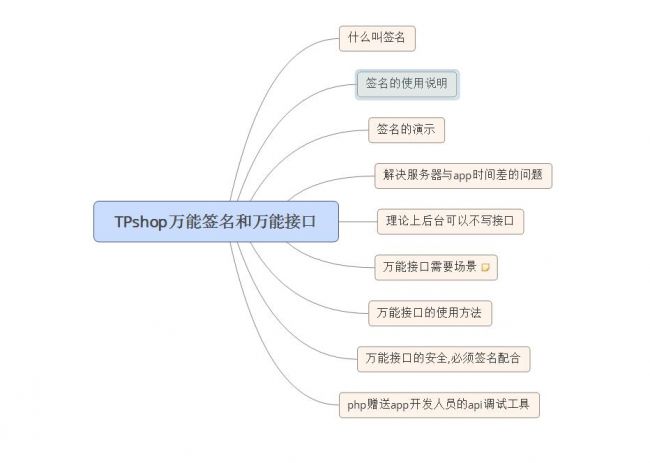 什么叫签名
签名的使用说明
签名的演示
解决服务器与app时间差的问题
TPshop万能签名和万能接口
理论上后台可以不写接口
万能接口需要场景
万能接口的使用方法
万能接口的安全,必须签名配合
php赠送app开发人员的api调试工具